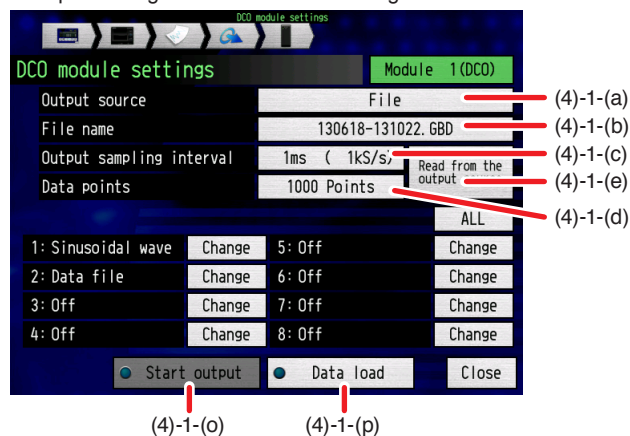 DCO module settings
DCO module settings
Module 1(DCO)
Output source
File
(4)-1-(a)
File name
130618-131022.GBD
(4)-1-(b)
Output sampling interval
1ms ( 1kS/s)
(4)-1-(c)
Read from the
output
(4)-1-(e)
Data points
1000 Points
(4)-1-(d)
ALL
1: Sinusoidal wave Change 5: Off Change
2: Data file Change 6: Off Change
3: Off Change 7: Off Change
4: Off Change 8: Off Change
Start output Data load Close
(4)-1-(o) (4)-1-(p)